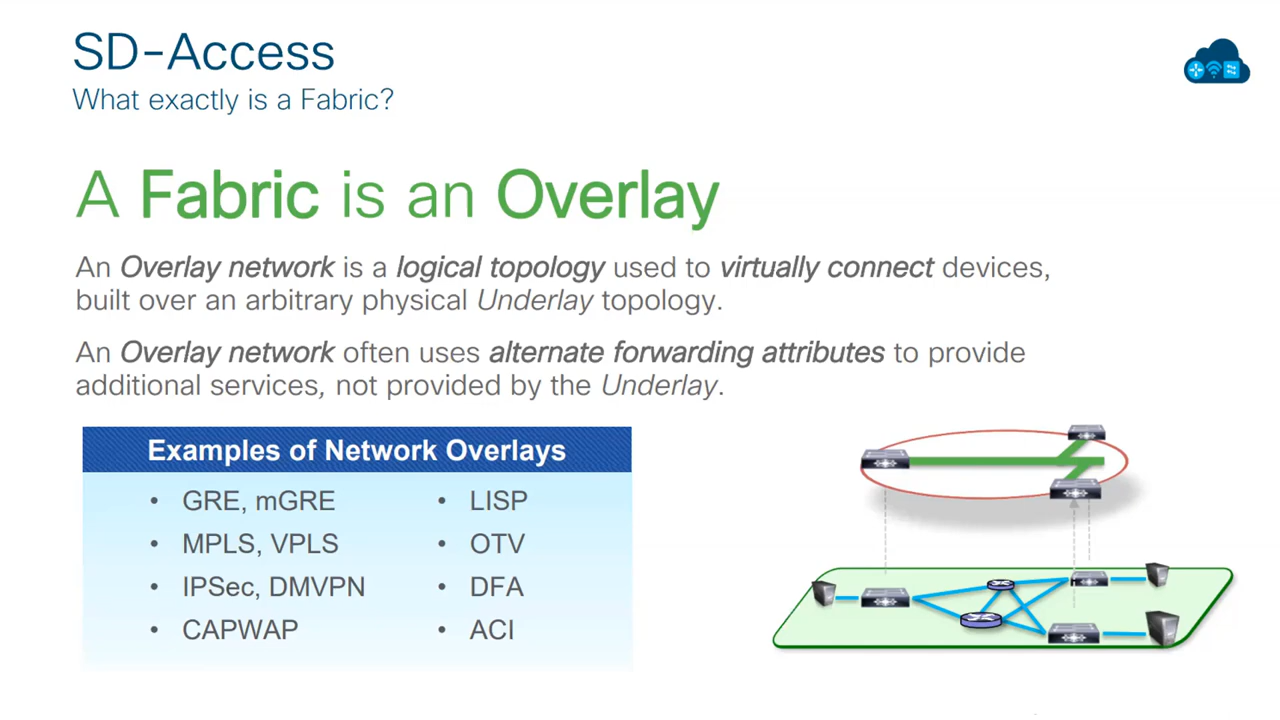 SD-Access
What exactly is a Fabric?
A Fabric is an Overlay
An Overlay network is a logical topology used to virtually connect devices,
built over an arbitrary physical Underlay topology.
An Overlay network often uses alternate forwarding attributes to provide
additional services, not provided by the Underlay.
Examples of Network Overlays
• GRE, mGRE
• MPLS, VPLS
• IPSec, DMVPN
• CAPWAP
• LISP
• OTV
• DFA
• ACI